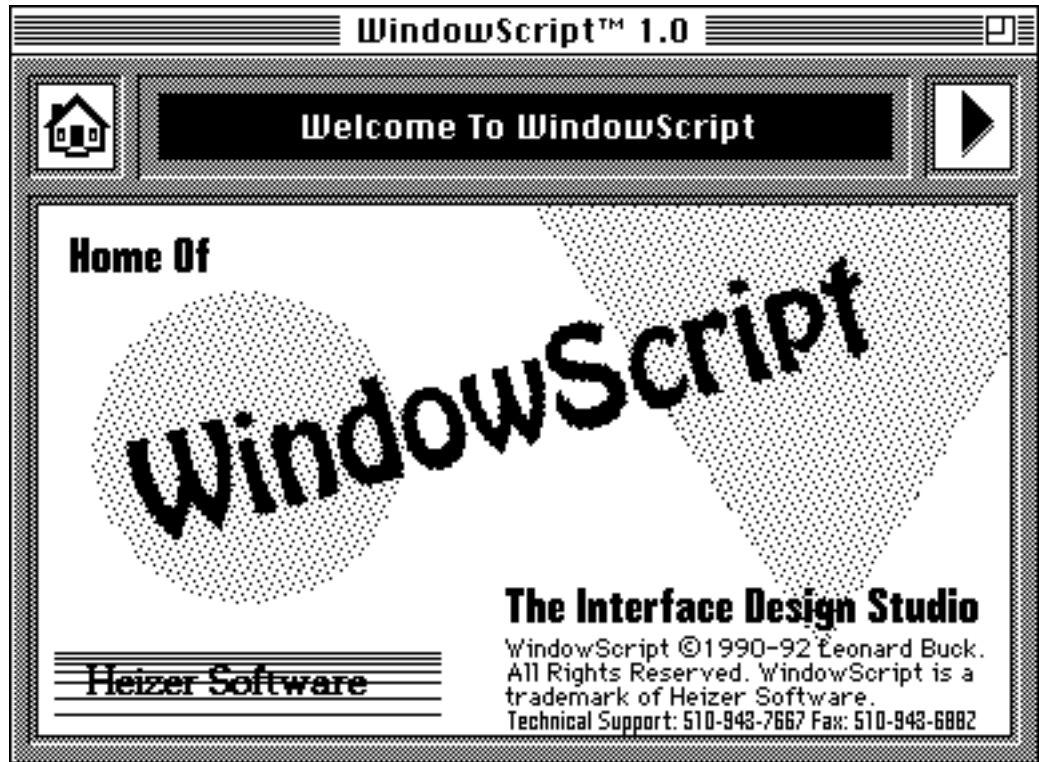 WindowScript™ 1.0
Welcome To WindowScript
Home Of
WindowScript
The Interface Design Studio
WindowScript ©1990-92 Leonard Buck.
All Rights Reserved. WindowScript is a
trademark of Heizer Software.
Technical Support: 510-943-7667 Fax: 510-943-6882
Heizer Software